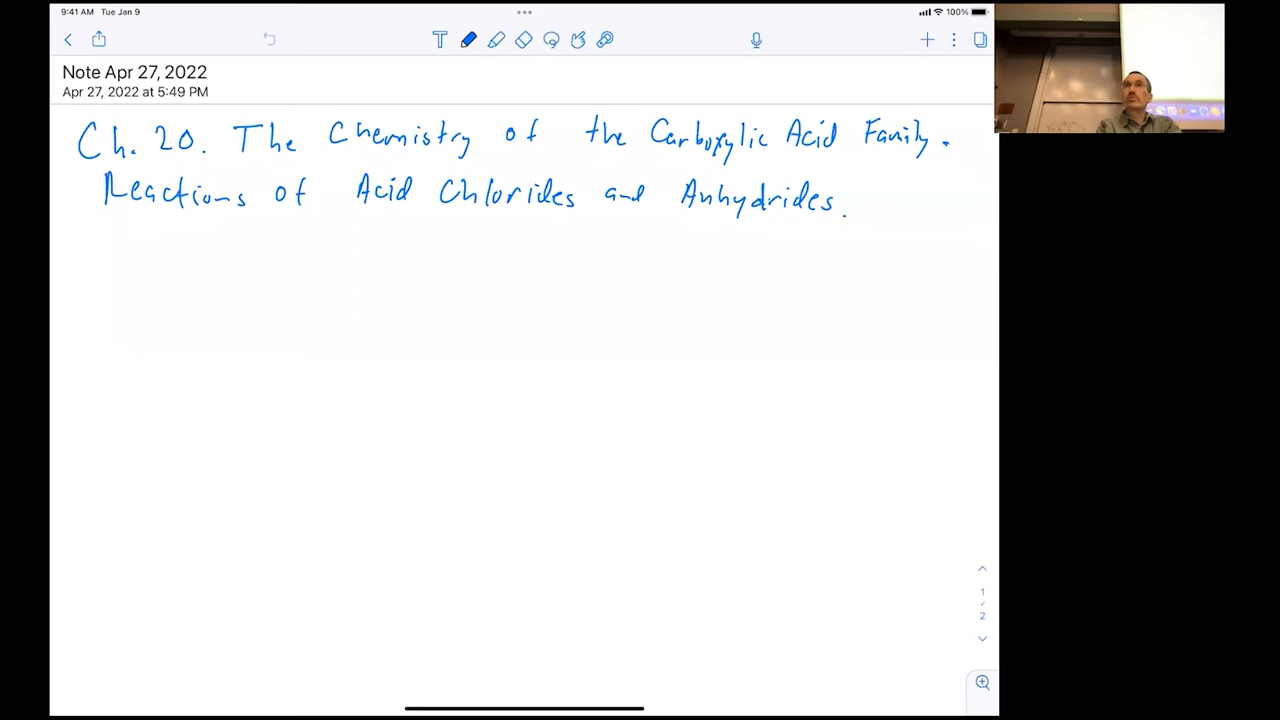 9:41 AM Tue Jan 9
100%
Note Apr 27, 2022
Apr 27, 2022 at 5:49 PM
Ch. 20. The Chemistry of the Carboxylic Acid Family.
Reactions of Acid Chlorides and Anhydrides.
1
2